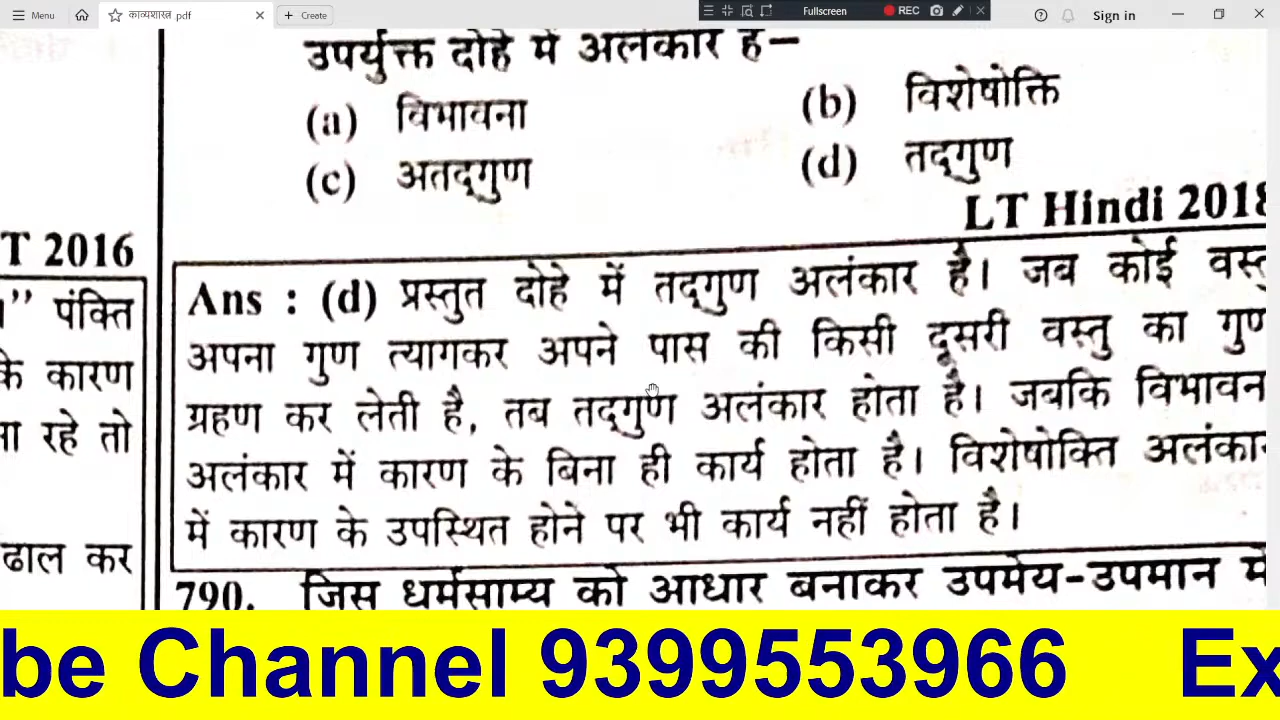 Menu
काव्यशास्त्र .pdf
Create
Fullscreen
REC
Sign in
उपर्युक्त दोहे में अलंकार है–
(a) विभावना (b) विशेषोक्ति
(c) अतद्गुण (d) तद्गुण
LT Hindi 2018
T 2016
" पंक्ति
के कारण
रहे तो
ढाल कर
Ans : (d) प्रस्तुत दोहे में तद्गुण अलंकार है। जब कोई वस्तु
अपना गुण त्यागकर अपने पास की किसी दूसरी वस्तु का गुण
ग्रहण कर लेती है, तब तद्गुण अलंकार होता है। जबकि विभावन
अलंकार में कारण के बिना ही कार्य होता है। विशेषोक्ति अलंकार
में कारण के उपस्थित होने पर भी कार्य नहीं होता है।
790. जिस धर्मसाम्य को आधार बनाकर उपमेय-उपमान में
be Channel 9399553966 Ex